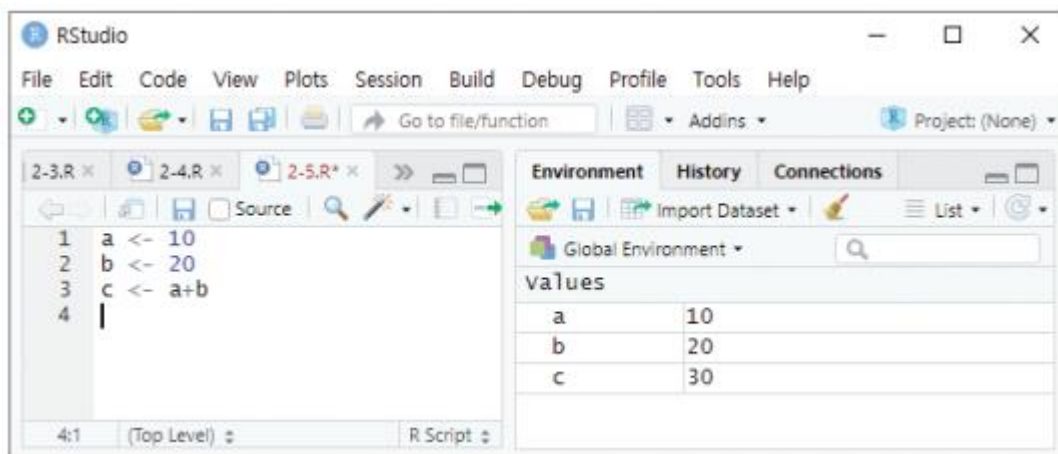 RStudio
File Edit Code View Plots Session Build Debug Profile Tools Help
Go to file/function Addins Project: (None)
2-3.R 2-4.R 2-5.R*
Source
1 a <- 10
2 b <- 20
3 c <- a+b
4
4:1 (Top Level) R Script
Environment History Connections
Import Dataset List
Global Environment
Values
a 10
b 20
c 30